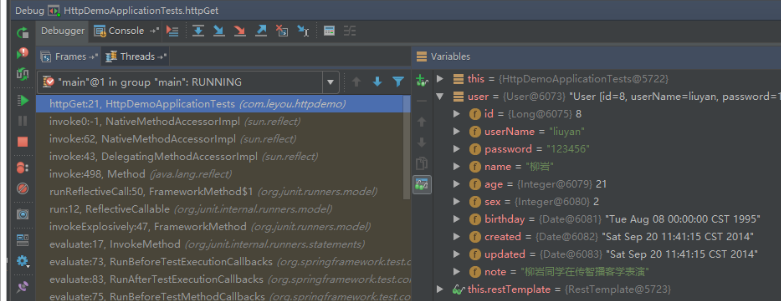 Debug HttpDemoApplicationTests.httpGet
Debugger Console
Frames Threads Variables
"main"@1 in group "main": RUNNING
httpGet:21, HttpDemoApplicationTests (com.leyou.httpdemo)
invoke0:-1, NativeMethodAccessorImpl (sun.reflect)
invoke:62, NativeMethodAccessorImpl (sun.reflect)
invoke:43, DelegatingMethodAccessorImpl (sun.reflect)
invoke:498, Method (java.lang.reflect)
runReflectiveCall:50, FrameworkMethod$1 (org.junit.runners.model)
run:12, ReflectiveCallable (org.junit.internal.runners.model)
invokeExplosively:47, FrameworkMethod (org.junit.runners.model)
evaluate:17, InvokeMethod (org.junit.internal.runners.statements)
evaluate:73, RunBeforeTestExecutionCallbacks (org.springframework.test.co
evaluate:83, RunAfterTestExecutionCallbacks (org.springframework.test.con
evaluate:75, RunBeforeTestMethodCallbacks (org.springframework.test.con
this = {HttpDemoApplicationTests@5722}
user = {User@6073} "User [id=8, userName=liuyan, password=1
id = {Long@6075} 8
userName = "liuyan"
password = "123456"
name = "柳岩"
age = {Integer@6079} 21
sex = {Integer@6080} 2
birthday = {Date@6081} "Tue Aug 08 00:00:00 CST 1995"
created = {Date@6082} "Sat Sep 20 11:41:15 CST 2014"
updated = {Date@6083} "Sat Sep 20 11:41:15 CST 2014"
note = "柳岩同学在传智播客学表演"
this.restTemplate = {RestTemplate@5723}